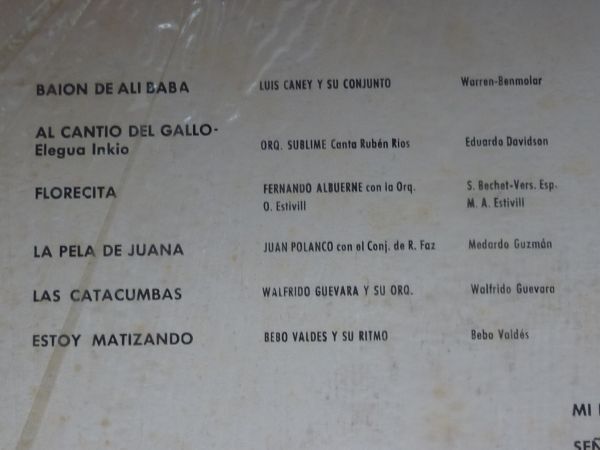 BAION DE ALI BABA LUIS CANEY Y SU CONJUNTO Warren-Benmolar
AL CANTIO DEL GALLO-
Elegua Inkio ORQ. SUBLIME Canta Rubén Rios Eduardo Davidson
FLORECITA FERNANDO ALBUERNE con la Orq. S. Bechet-Vers. Esp.
O. Estivill M. A. Estivill
LA PELA DE JUANA JUAN POLANCO con el Conj. de R. Faz Medardo Guzmán
LAS CATACUMBAS WALFRIDO GUEVARA Y SU ORQ. Walfrido Guevara
ESTOY MATIZANDO BEBO VALDES Y SU RITMO Bebo Valdés
MI
SEÑ